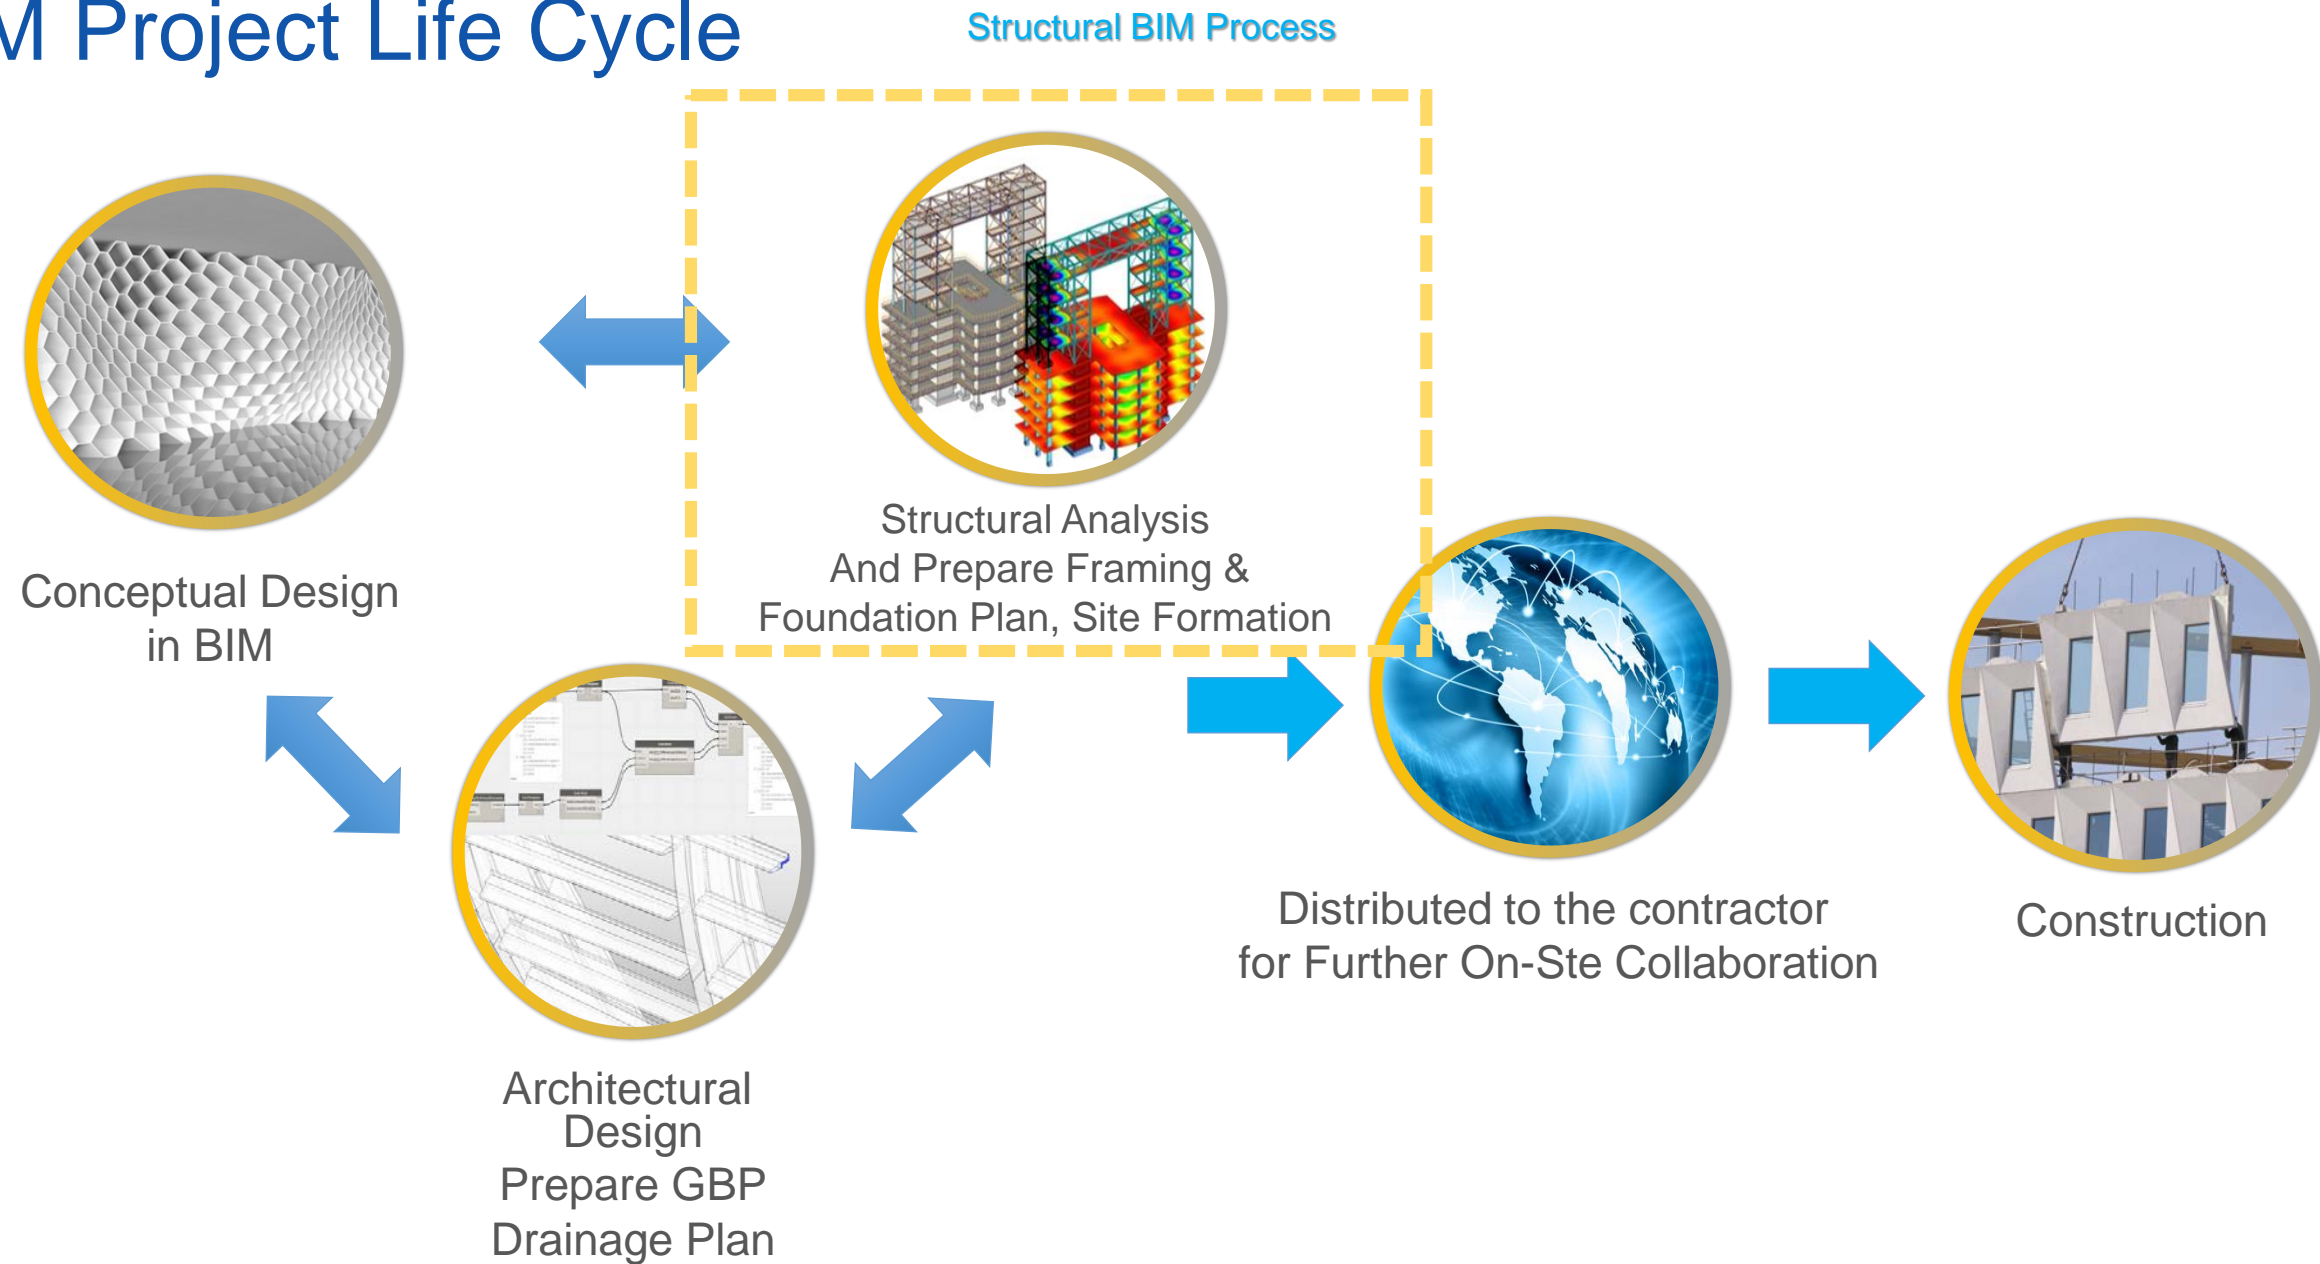 M Project Life Cycle
Structural BIM Process
Structural Analysis
And Prepare Framing &
Foundation Plan, Site Formation
Conceptual Design
in BIM
Architectural
Design
Prepare GBP
Drainage Plan
Distributed to the contractor
for Further On-Ste Collaboration
Construction